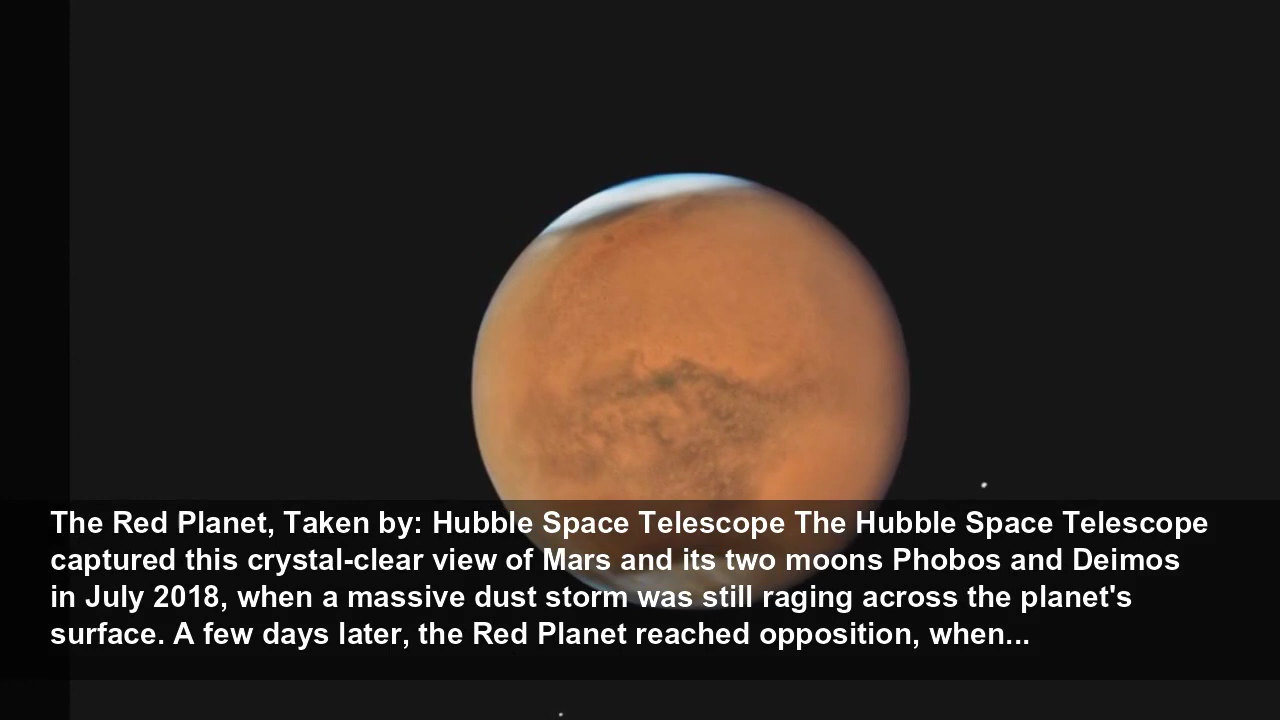 The Red Planet, Taken by: Hubble Space Telescope The Hubble Space Telescope
captured this crystal-clear view of Mars and its two moons Phobos and Deimos
in July 2018, when a massive dust storm was still raging across the planet's
surface. A few days later, the Red Planet reached opposition, when...